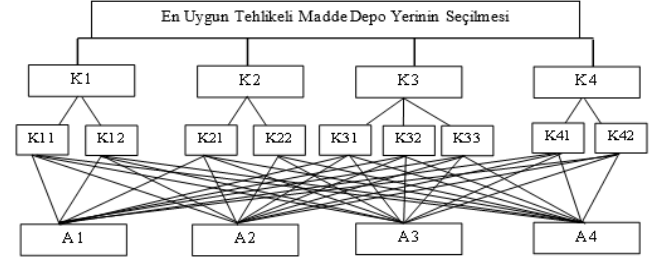 En Uygun Tehlikeli Madde Depo Yerinin Seçilmesi
K1 K2 K3 K4
K11 K12 K21 K22 K31 K32 K33 K41 K42
A1 A2 A3 A4